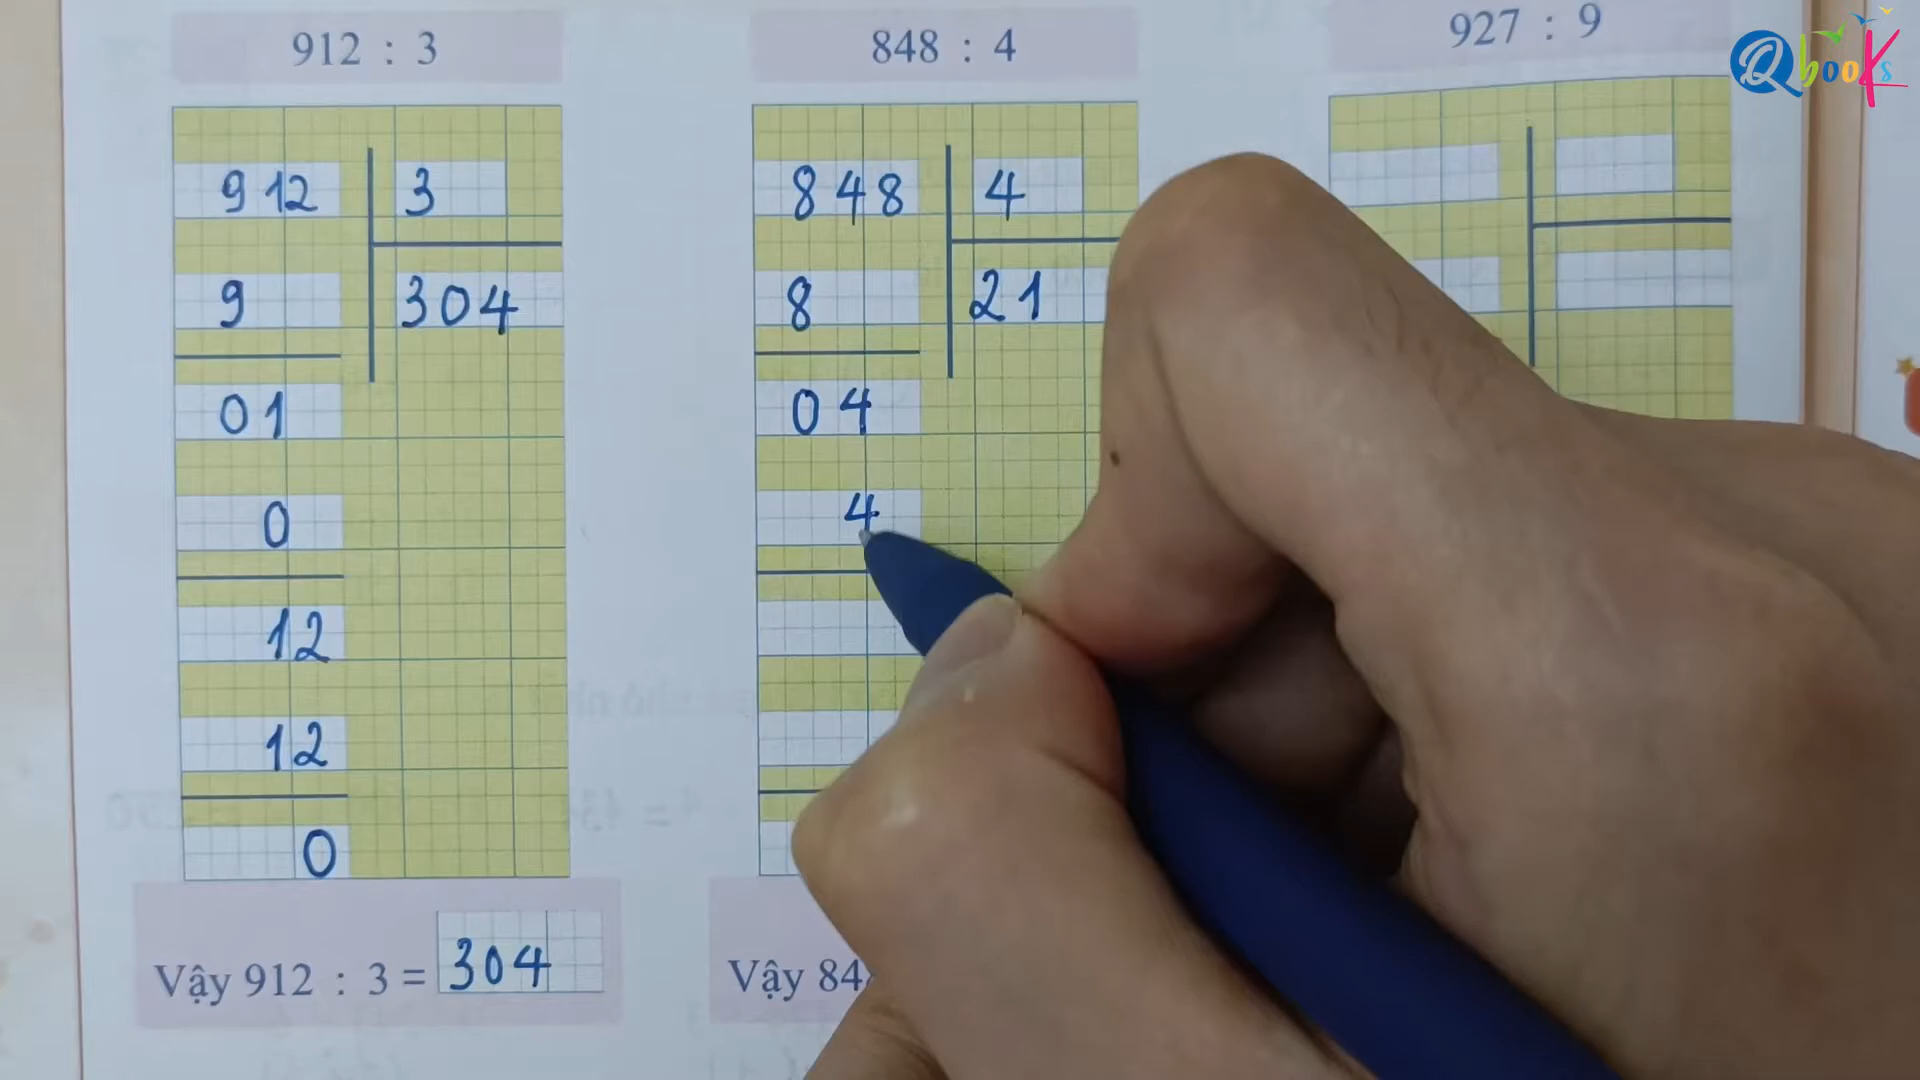 912 : 3
912 3
9 304
01
0
12
12
0
Vậy 912 : 3 = 304
848 : 4
848 4
8 21
04
4
Vậy 84
927 : 9
Qbooks